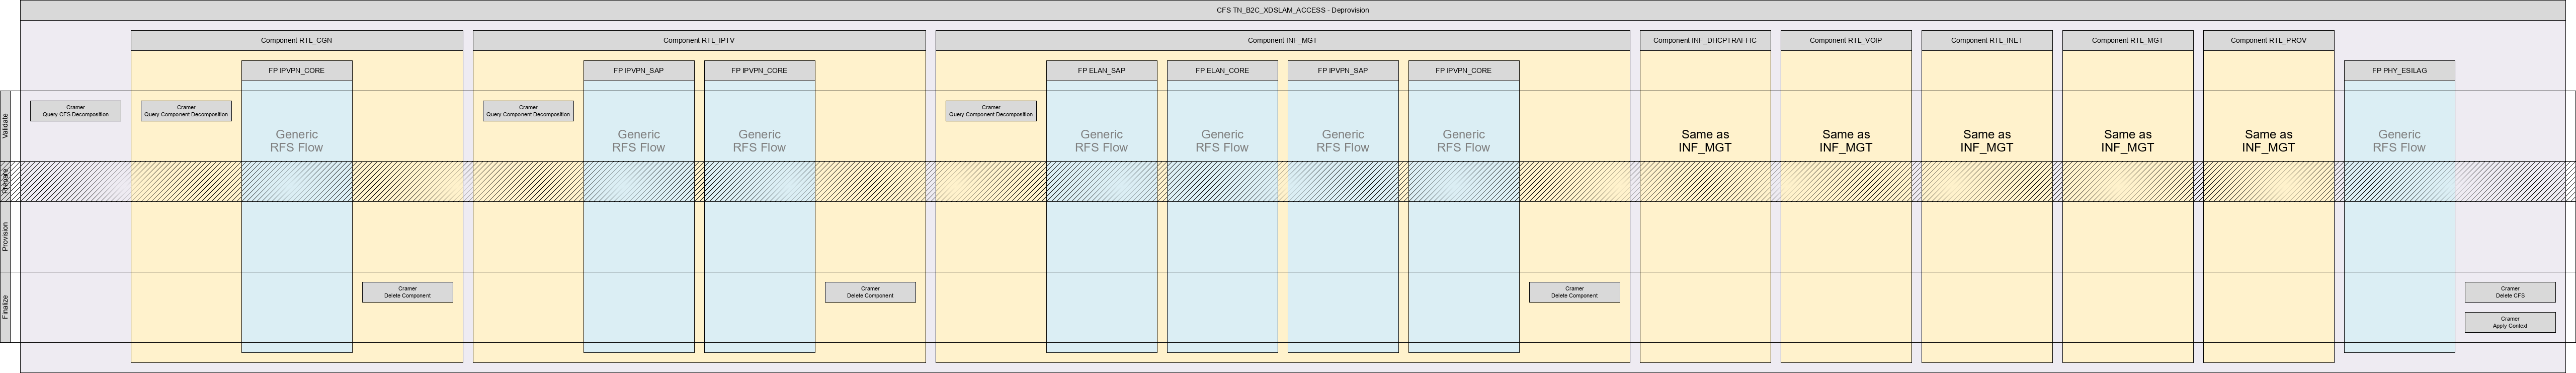 CFS TN_B2C_XDSLAM_ACCESS - Deprovision
Component RTL_CGN
Component RTL_IPTV
Component INF_MGT
Component INF_DHCPTRAFFIC
Component RTL_VOIP
Component RTL_INET
Component RTL_MGT
Component RTL_PROV
FP IPVPN_CORE
FP IPVPN_SAP
FP IPVPN_CORE
FP ELAN_SAP
FP ELAN_CORE
FP IPVPN_SAP
FP IPVPN_CORE
FP PHY_ESILAG
Validate
Cramer
Query CFS Decomposition
Cramer
Query Component Decomposition
Generic
RFS Flow
Cramer
Query Component Decomposition
Generic
RFS Flow
Generic
RFS Flow
Cramer
Query Component Decomposition
Generic
RFS Flow
Generic
RFS Flow
Generic
RFS Flow
Generic
RFS Flow
Same as
INF_MGT
Same as
INF_MGT
Same as
INF_MGT
Same as
INF_MGT
Same as
INF_MGT
Generic
RFS Flow
Prepare
Provision
Finalize
Cramer
Delete Component
Cramer
Delete Component
Cramer
Delete Component
Cramer
Delete CFS
Cramer
Apply Context